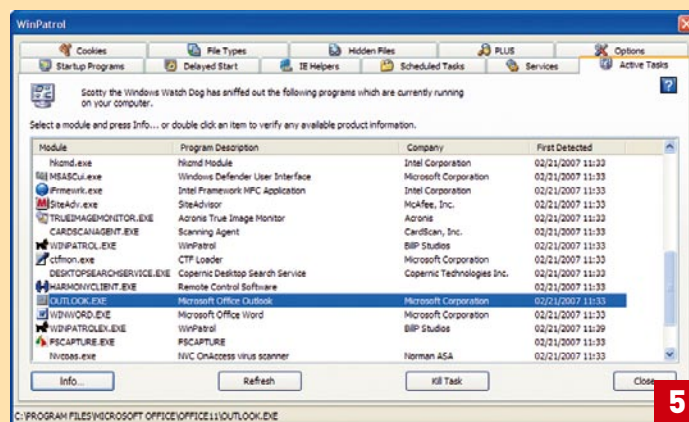 WinPatrol
Cookies File Types Hidden Files PLUS Options
Startup Programs Delayed Start IE Helpers Scheduled Tasks Services Active Tasks
Scotty the Windows Watch Dog has sniffed out the following programs which are currently running
on your computer.
Select a module and press Info... or double click an item to verify any available product information.
Module Program Description Company First Detected
hkcmd.exe hkcmd Module Intel Corporation 02/21/2007 11:33
MSASCui.exe Windows Defender User Interface Microsoft Corporation 02/21/2007 11:33
iFrmewrk.exe Intel Framework MFC Application Intel Corporation 02/21/2007 11:33
SiteAdv.exe SiteAdvisor McAfee, Inc. 02/21/2007 11:33
TRUEIMAGEMONITOR.EXE Acronis True Image Monitor Acronis 02/21/2007 11:33
CARDSCANAGENT.EXE Scanning Agent CardScan, Inc. 02/21/2007 11:33
WINPATROL.EXE WinPatrol BillP Studios 02/21/2007 11:33
ctfmon.exe CTF Loader Microsoft Corporation 02/21/2007 11:33
DESKTOPSEARCHSERVICE.EXE Copernic Desktop Search Service Copernic Technologies Inc. 02/21/2007 11:33
HARMONYCLIENT.EXE Remote Control Software 02/21/2007 11:33
OUTLOOK.EXE Microsoft Office Outlook Microsoft Corporation 02/21/2007 11:33
WINWORD.EXE Microsoft Office Word Microsoft Corporation 02/21/2007 11:33
WINPATROLEX.EXE WinPatrol BillP Studios 02/21/2007 11:29
FSCAPTURE.EXE FSCAPTURE 02/21/2007 11:33
Nvcoas.exe NVC OnAccess virus scanner Norman ASA 02/21/2007 11:33
Info... Refresh Kill Task Close
C:\PROGRAM FILES\MICROSOFT OFFICE\OFFICE11\OUTLOOK.EXE
5